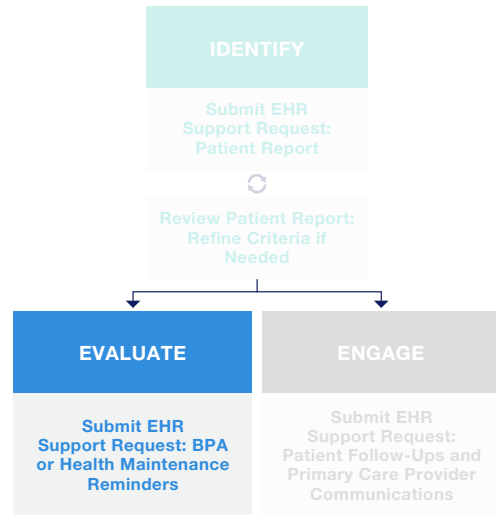 IDENTIFY
Submit EHR
Support Request:
Patient Report
Review Patient Report:
Refine Criteria if
Needed
EVALUATE
Submit EHR
Support Request: BPA
or Health Maintenance
Reminders
ENGAGE
Submit EHR
Support Request:
Patient Follow-Ups and
Primary Care Provider
Communications